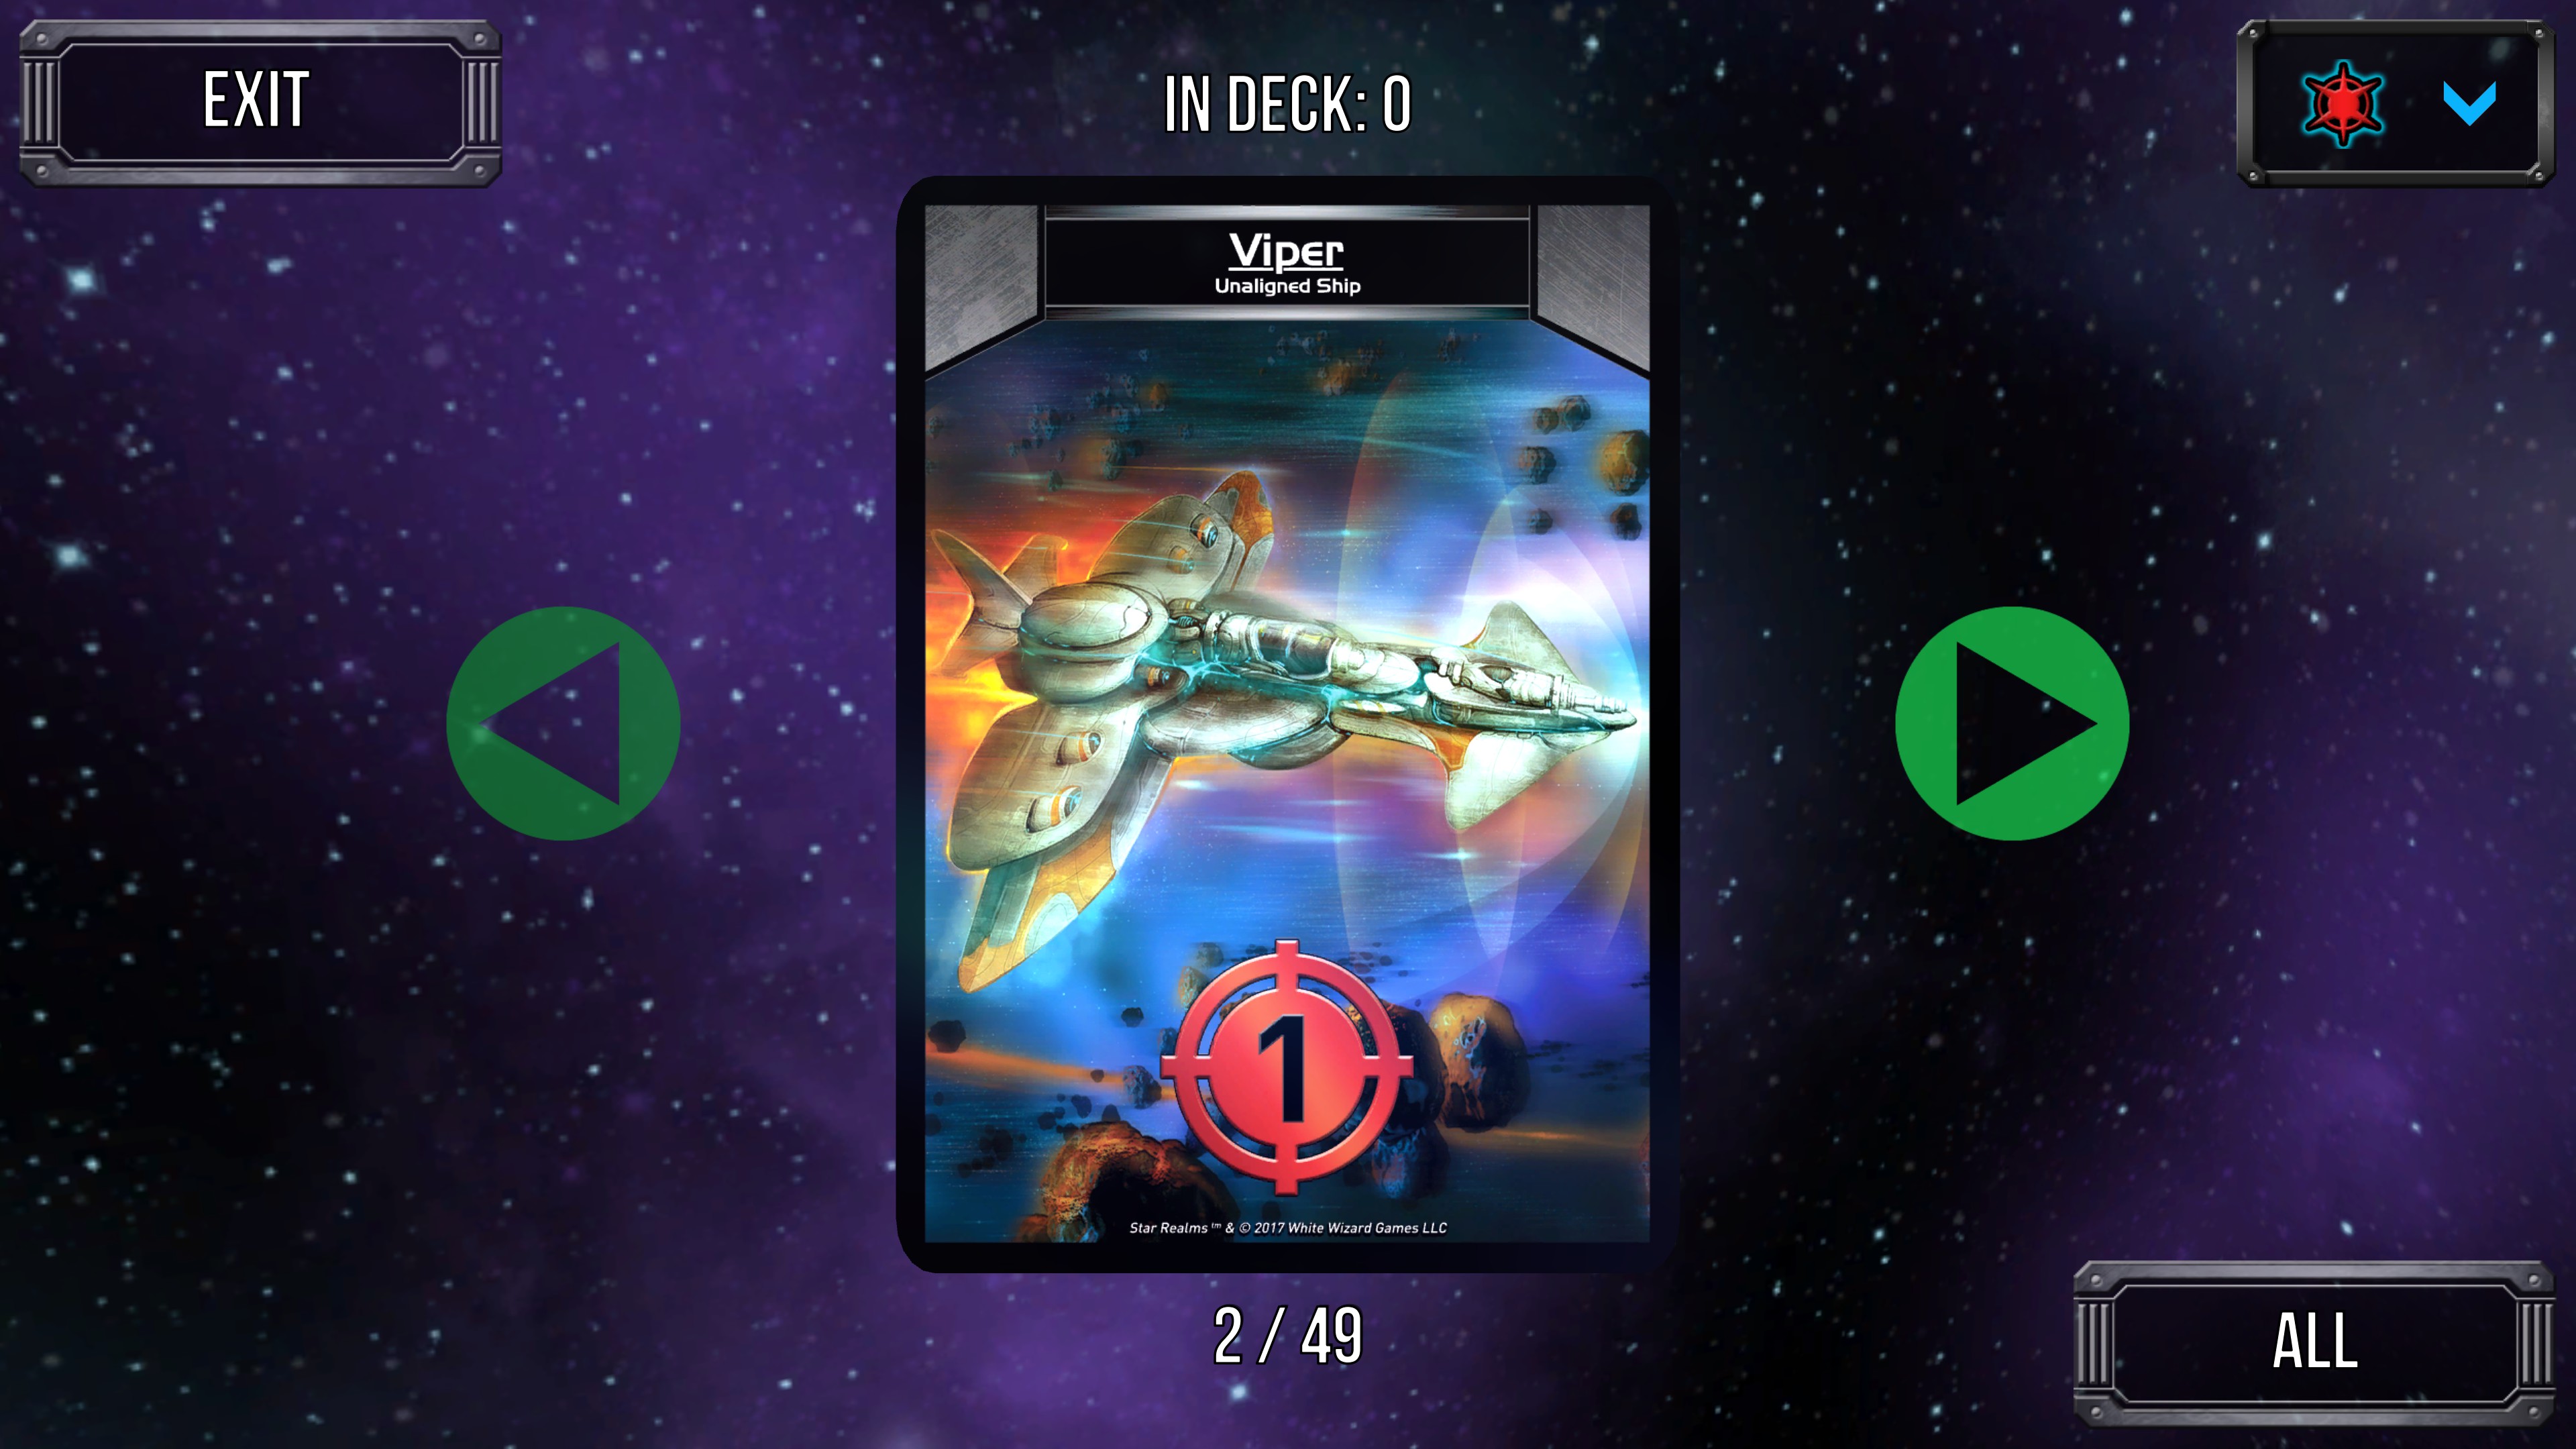 EXIT
IN DECK: 0
Viper
Unaligned Ship
1
Star Realms™ & © 2017 White Wizard Games LLC
2 / 49
ALL